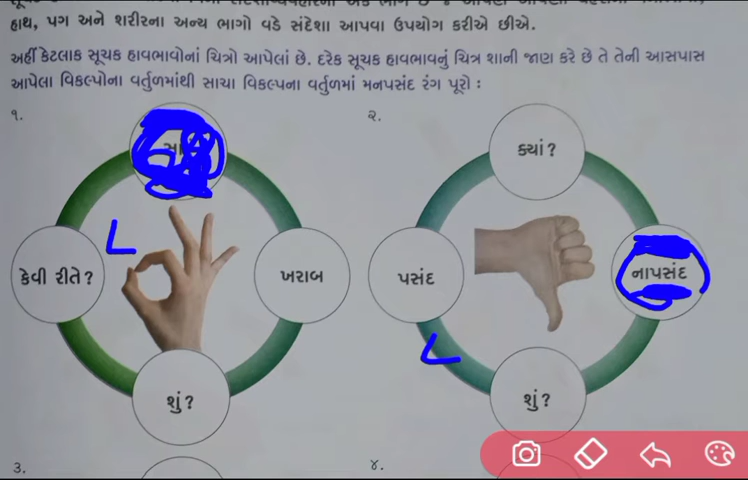 હાથ, પગ અને શરીરના અન્ય ભાગો વડે સંદેશા આપવા ઉપયોગ કરીએ છીએ.
અહીં કેટલાક સૂચક હાવભાવોનાં ચિત્રો આપેલાં છે. દરેક સૂચક હાવભાવનું ચિત્ર શાની જાણ કરે છે તે તેની આસપાસ
આપેલા વિકલ્પોના વર્તુળમાંથી સાચા વિકલ્પના વર્તુળમાં મનપસંદ રંગ પૂરો :
૧.
કેવી રીતે?
ખરાબ
શું?
૨.
ક્યાં?
પસંદ
નાપસંદ
શું?
૩.
૪.